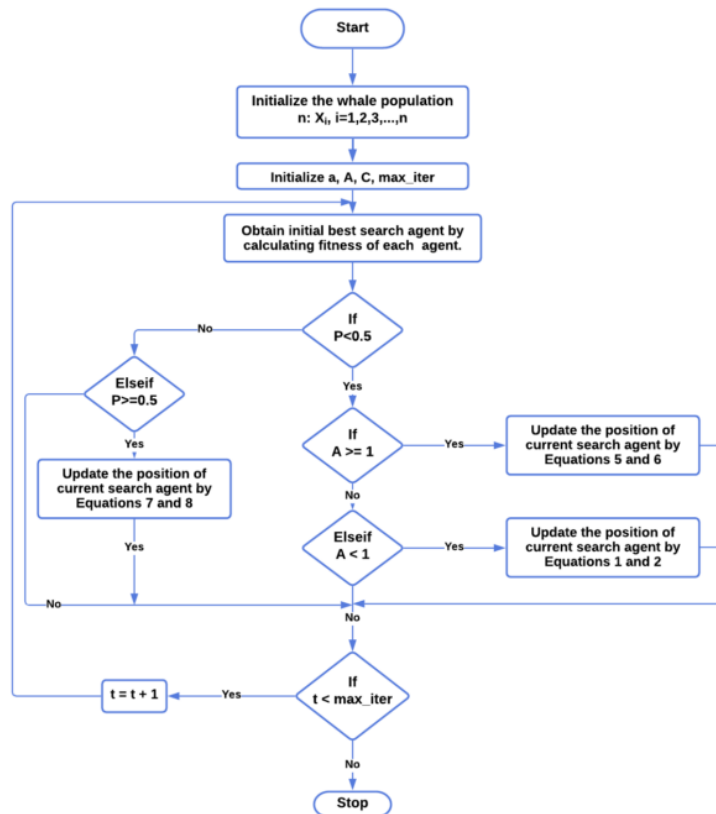 Start
Initialize the whale population
n: Xᵢ, i=1,2,3,...,n
Initialize a, A, C, max_iter
Obtain initial best search agent by
calculating fitness of each agent.
If
P<0.5
No
Yes
Elseif
P>=0.5
Yes
Update the position of
current search agent by
Equations 7 and 8
Yes
No
If
A >= 1
Yes
Update the position of
current search agent by
Equations 5 and 6
No
Elseif
A < 1
Yes
Update the position of
current search agent by
Equations 1 and 2
No
If
t < max_iter
Yes
t = t + 1
No
Stop